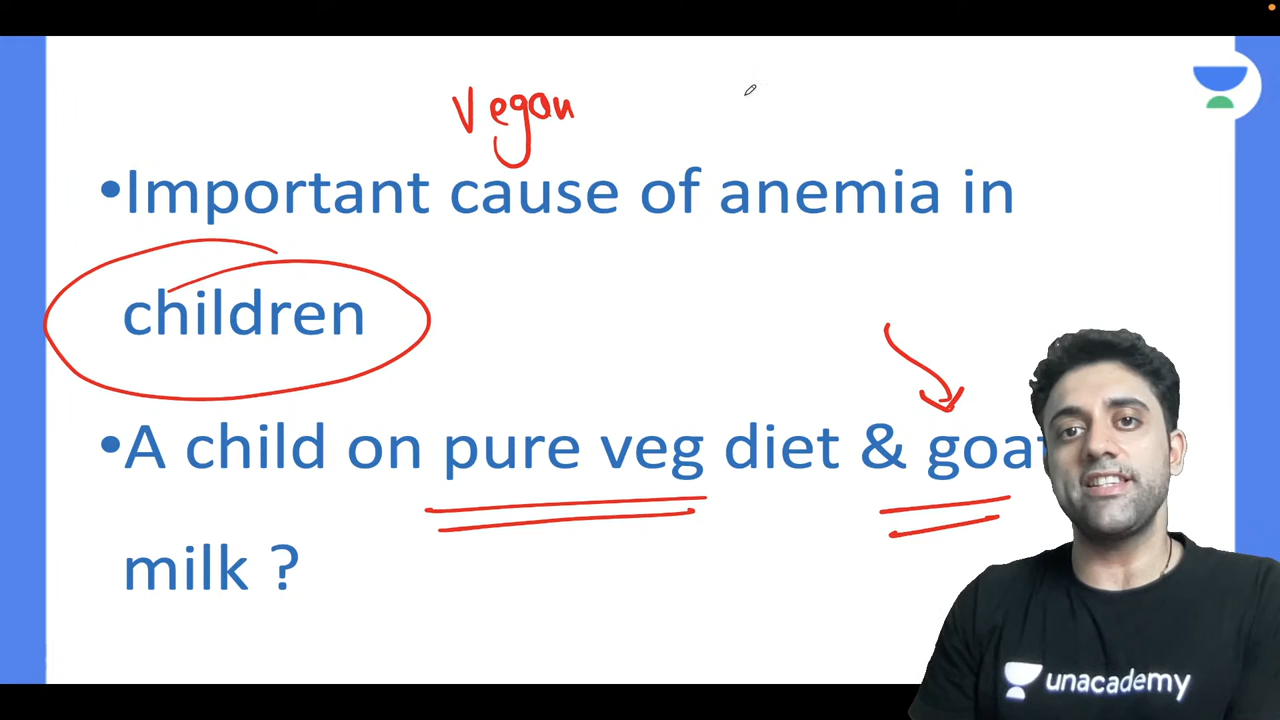 Vegan
•Important cause of anemia in
children
•A child on pure veg diet & goat
milk ?
unacademy